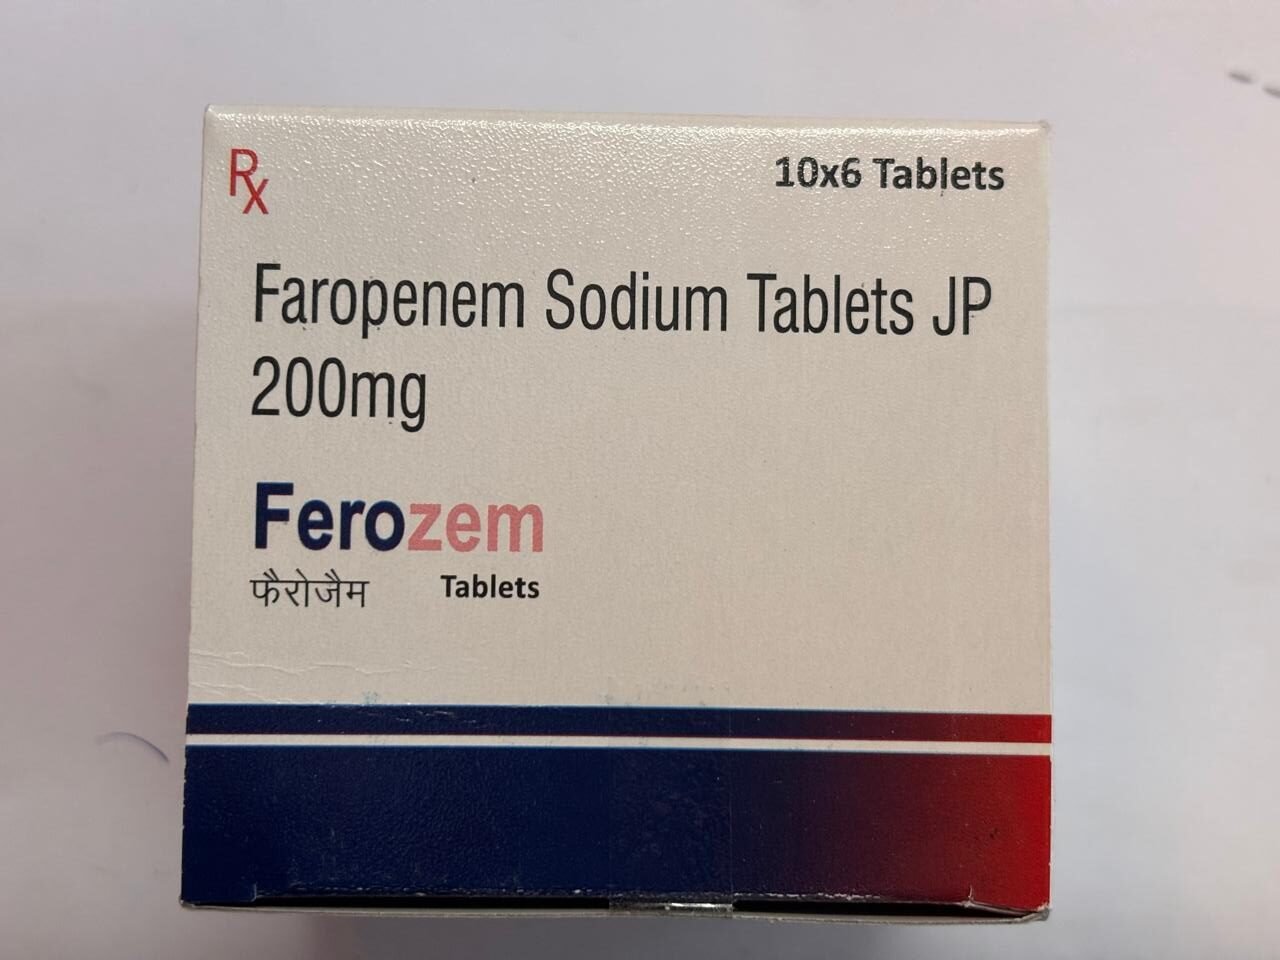 Rx
10x6 Tablets
Faropenem Sodium Tablets JP
200mg
Ferozem
फैरोजैम Tablets